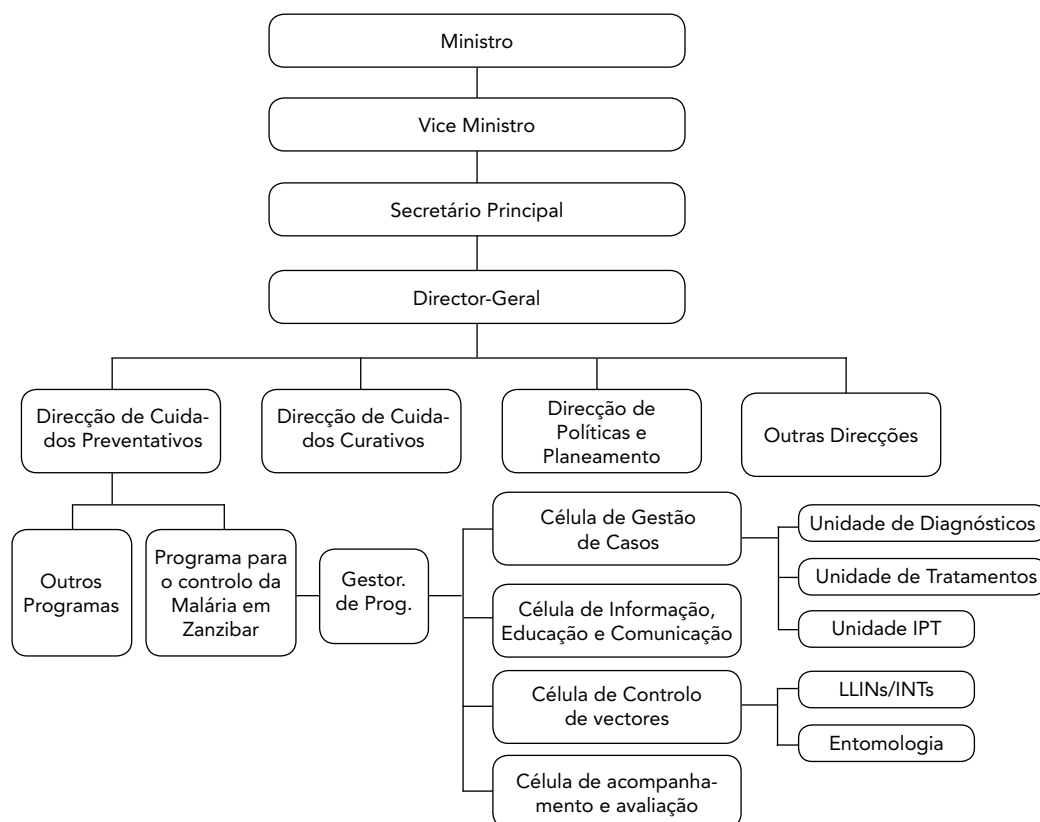 Ministro
Vice Ministro
Secretário Principal
Director-Geral
Direcção de Cuida-
dos Preventativos
Direcção de Cuida-
dos Curativos
Direcção de
Políticas e
Planeamento
Outras Direcções
Outros
Programas
Programa para
o controlo da
Malária em
Zanzibar
Gestor.
de Prog.
Célula de Gestão
de Casos
Célula de Informação,
Educação e Comunicação
Célula de Controlo
de vectores
Célula de acompanha-
mento e avaliação
Unidade de Diagnósticos
Unidade de Tratamentos
Unidade IPT
LLINs/INTs
Entomologia